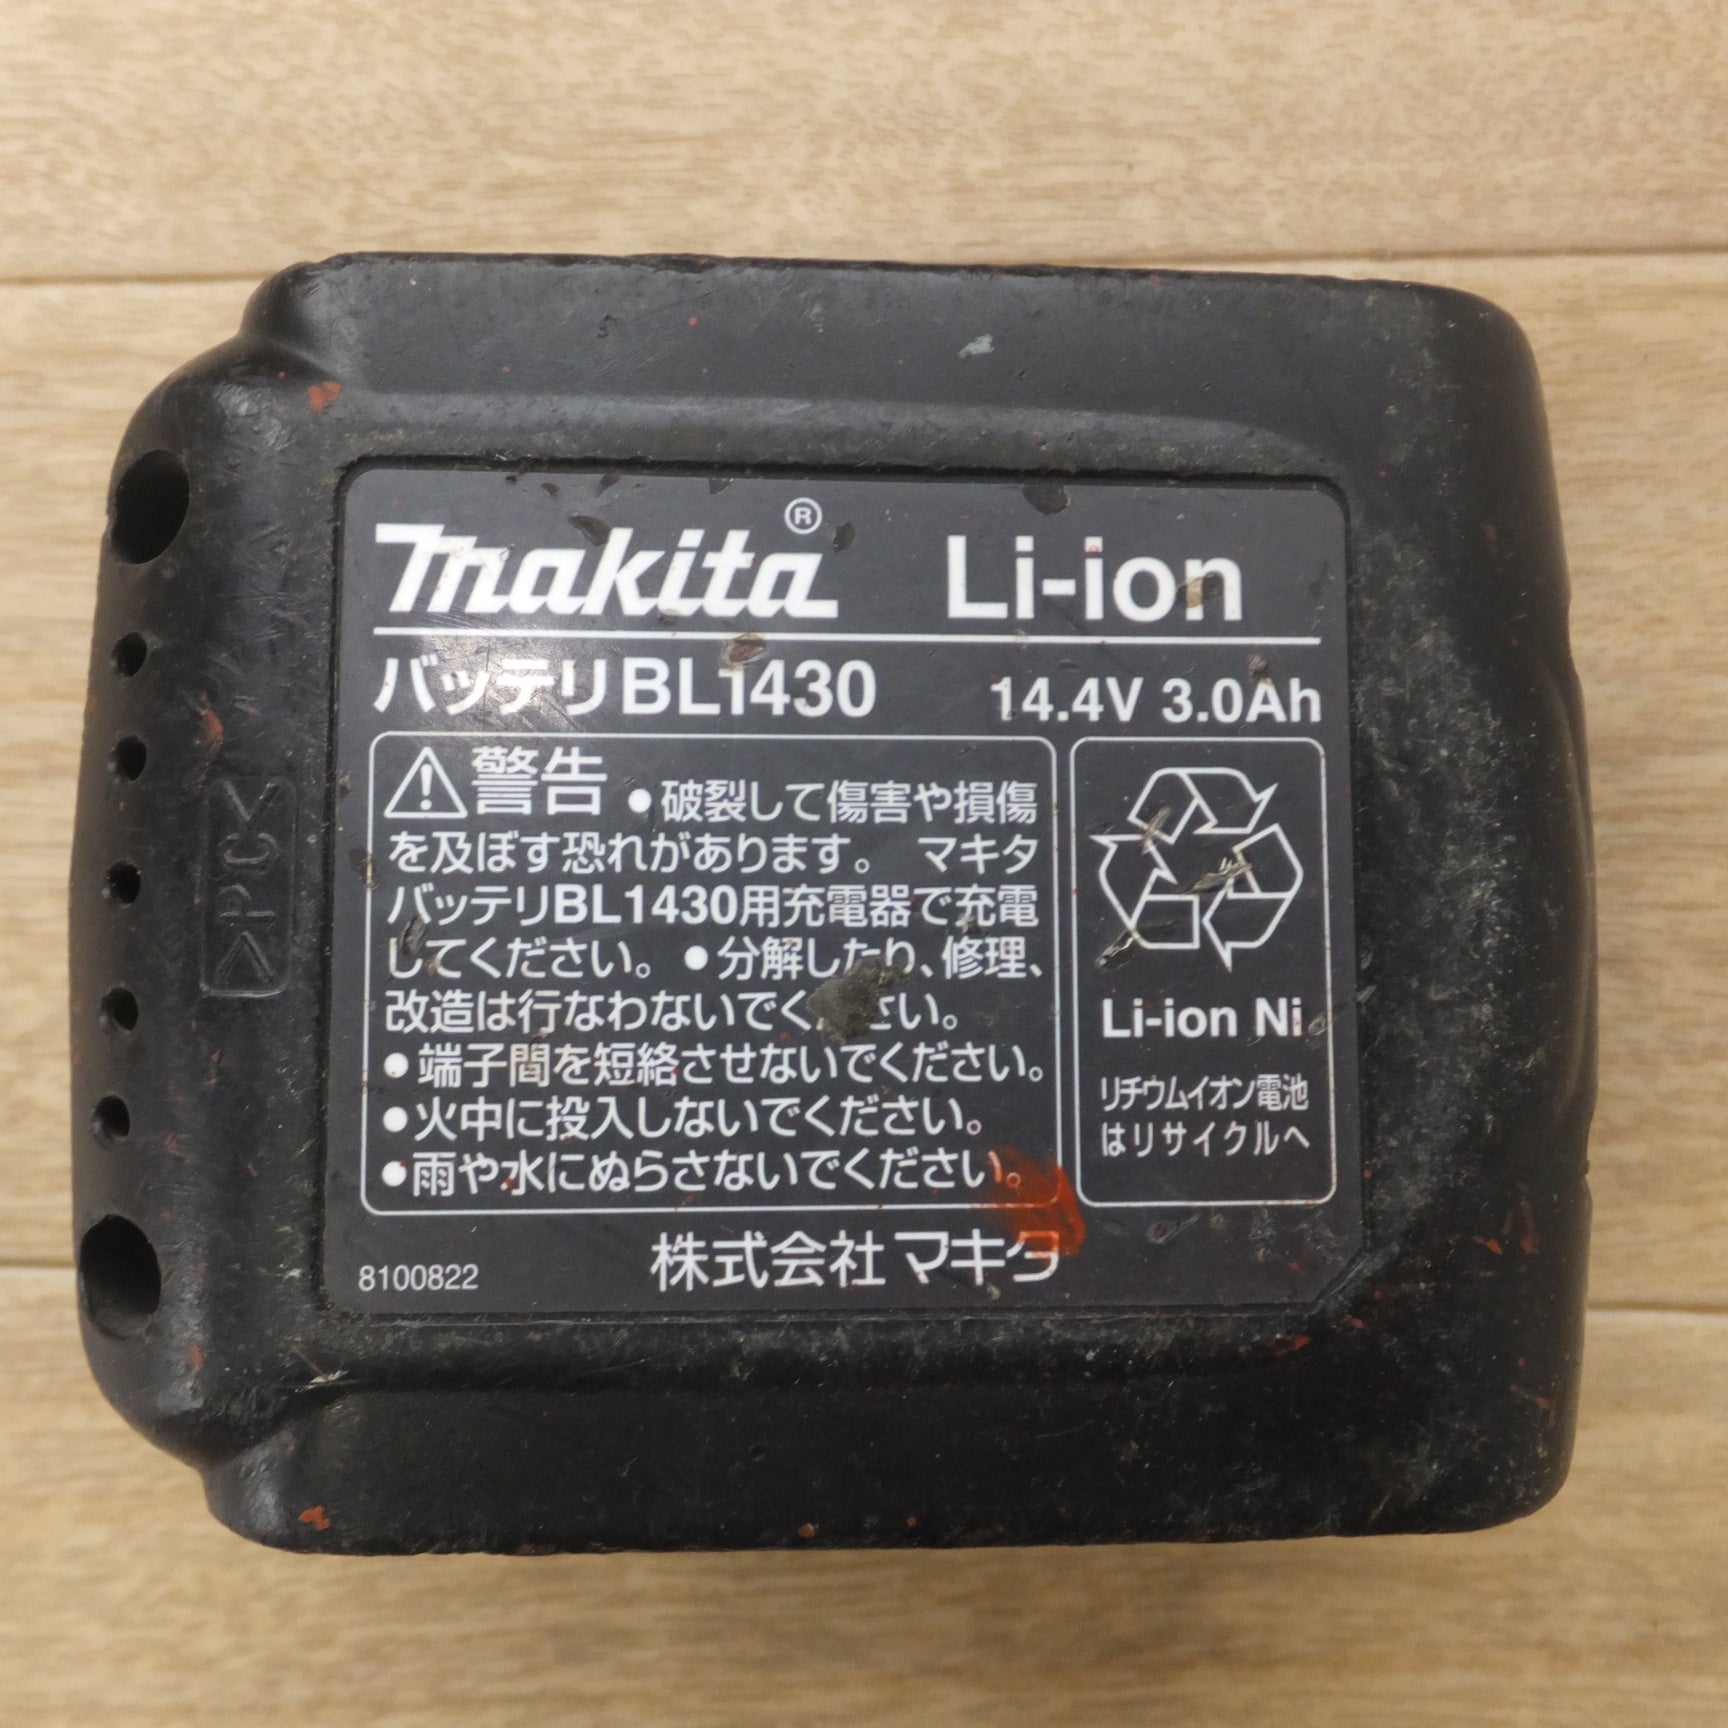 makita® Li-ion
バッテリBL1430 14.4V 3.0Ah
警告 ●破裂して傷害や損傷
を及ぼす恐れがあります。 マキタ
バッテリBL1430用充電器で充電
してください。 ●分解したり、修理、
改造は行なわないでください。
●端子間を短絡させないでください。
●火中に投入しないでください。
●雨や水にぬらさないでください。
Li-ion Ni
リチウムイオン電池
はリサイクルへ
8100822 株式会社マキタ
>PC<